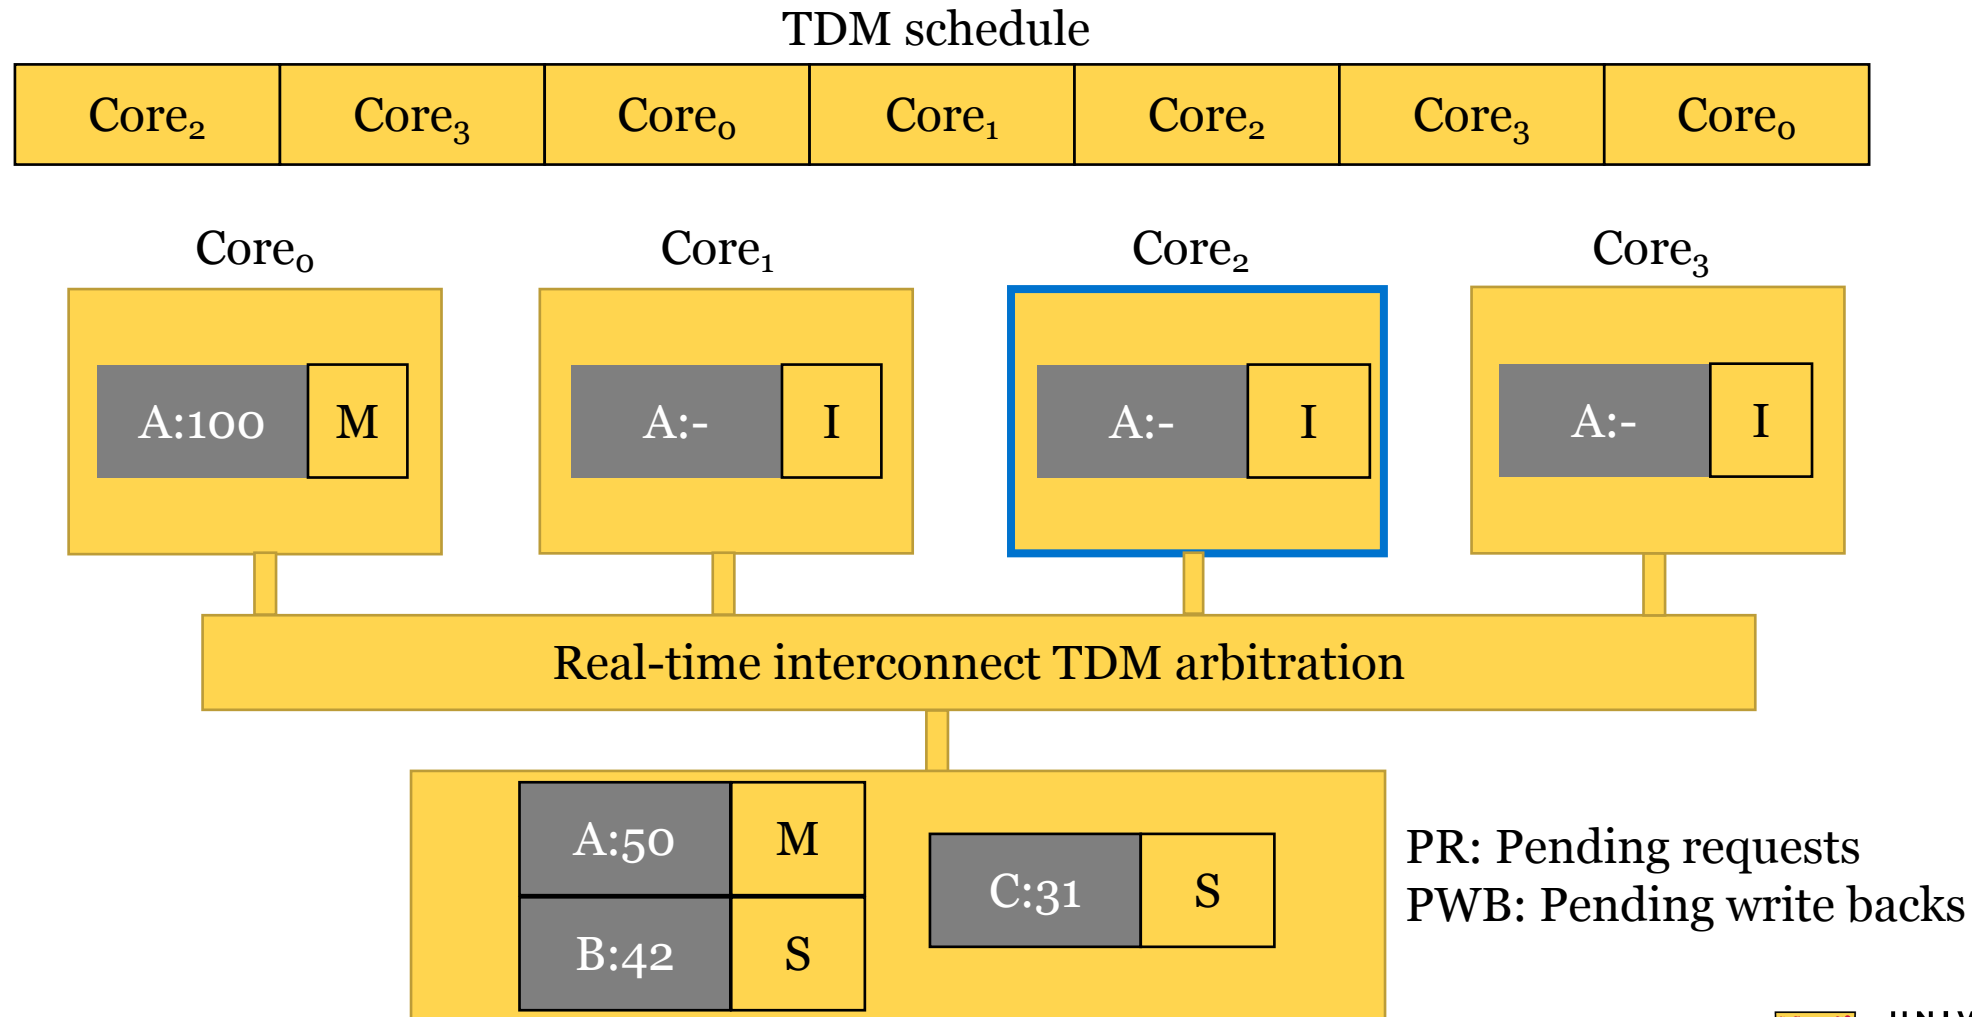 TDM schedule
Core₂ Core₃ Core₀ Core₁ Core₂ Core₃ Core₀
Core₀ Core₁ Core₂ Core₃
A:100 M A:- I A:- I A:- I
Real-time interconnect TDM arbitration
A:50 M
C:31 S
B:42 S
PR: Pending requests
PWB: Pending write backs